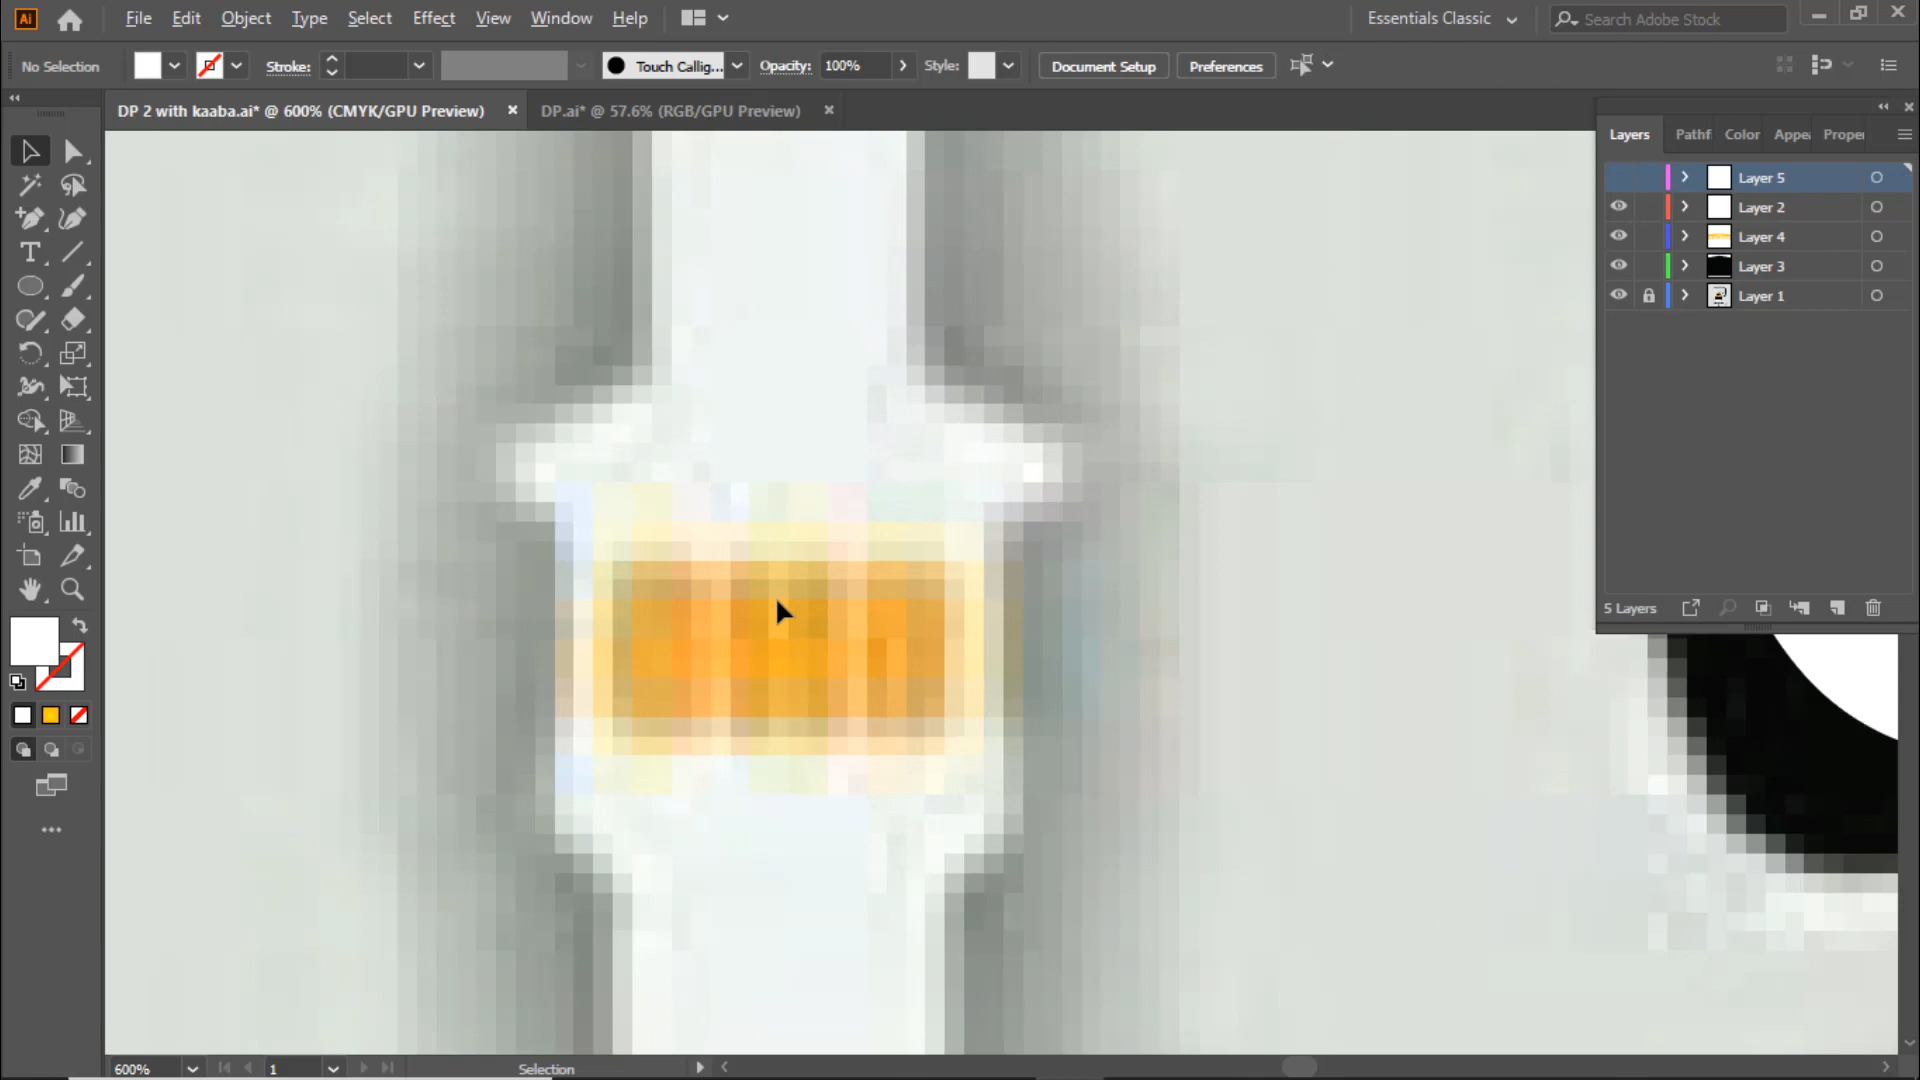 Ai File Edit Object Type Select Effect View Window Help Essentials Classic Search Adobe Stock
No Selection Stroke: Touch Callig... Opacity: 100% Style: Document Setup Preferences
DP 2 with kaaba.ai* @ 600% (CMYK/GPU Preview) × DP.ai* @ 57.6% (RGB/GPU Preview) ×
Layers Pathf Color Appea Proper
Layer 5
Layer 2
Layer 4
Layer 3
Layer 1
5 Layers
600% 1 Selection